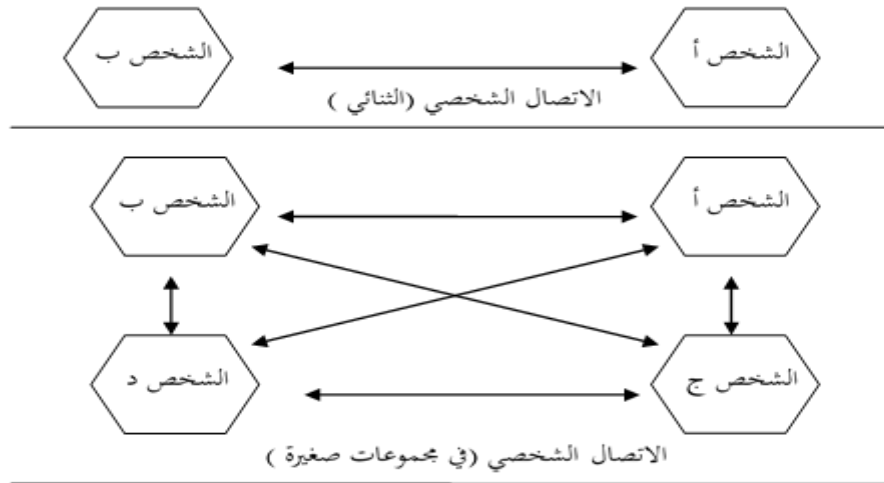 الشخص أ
الشخص ب
الاتصال الشخصي (الثنائي )
الشخص أ
الشخص ب
الشخص ج
الشخص د
الاتصال الشخصي (في مجموعات صغيرة )